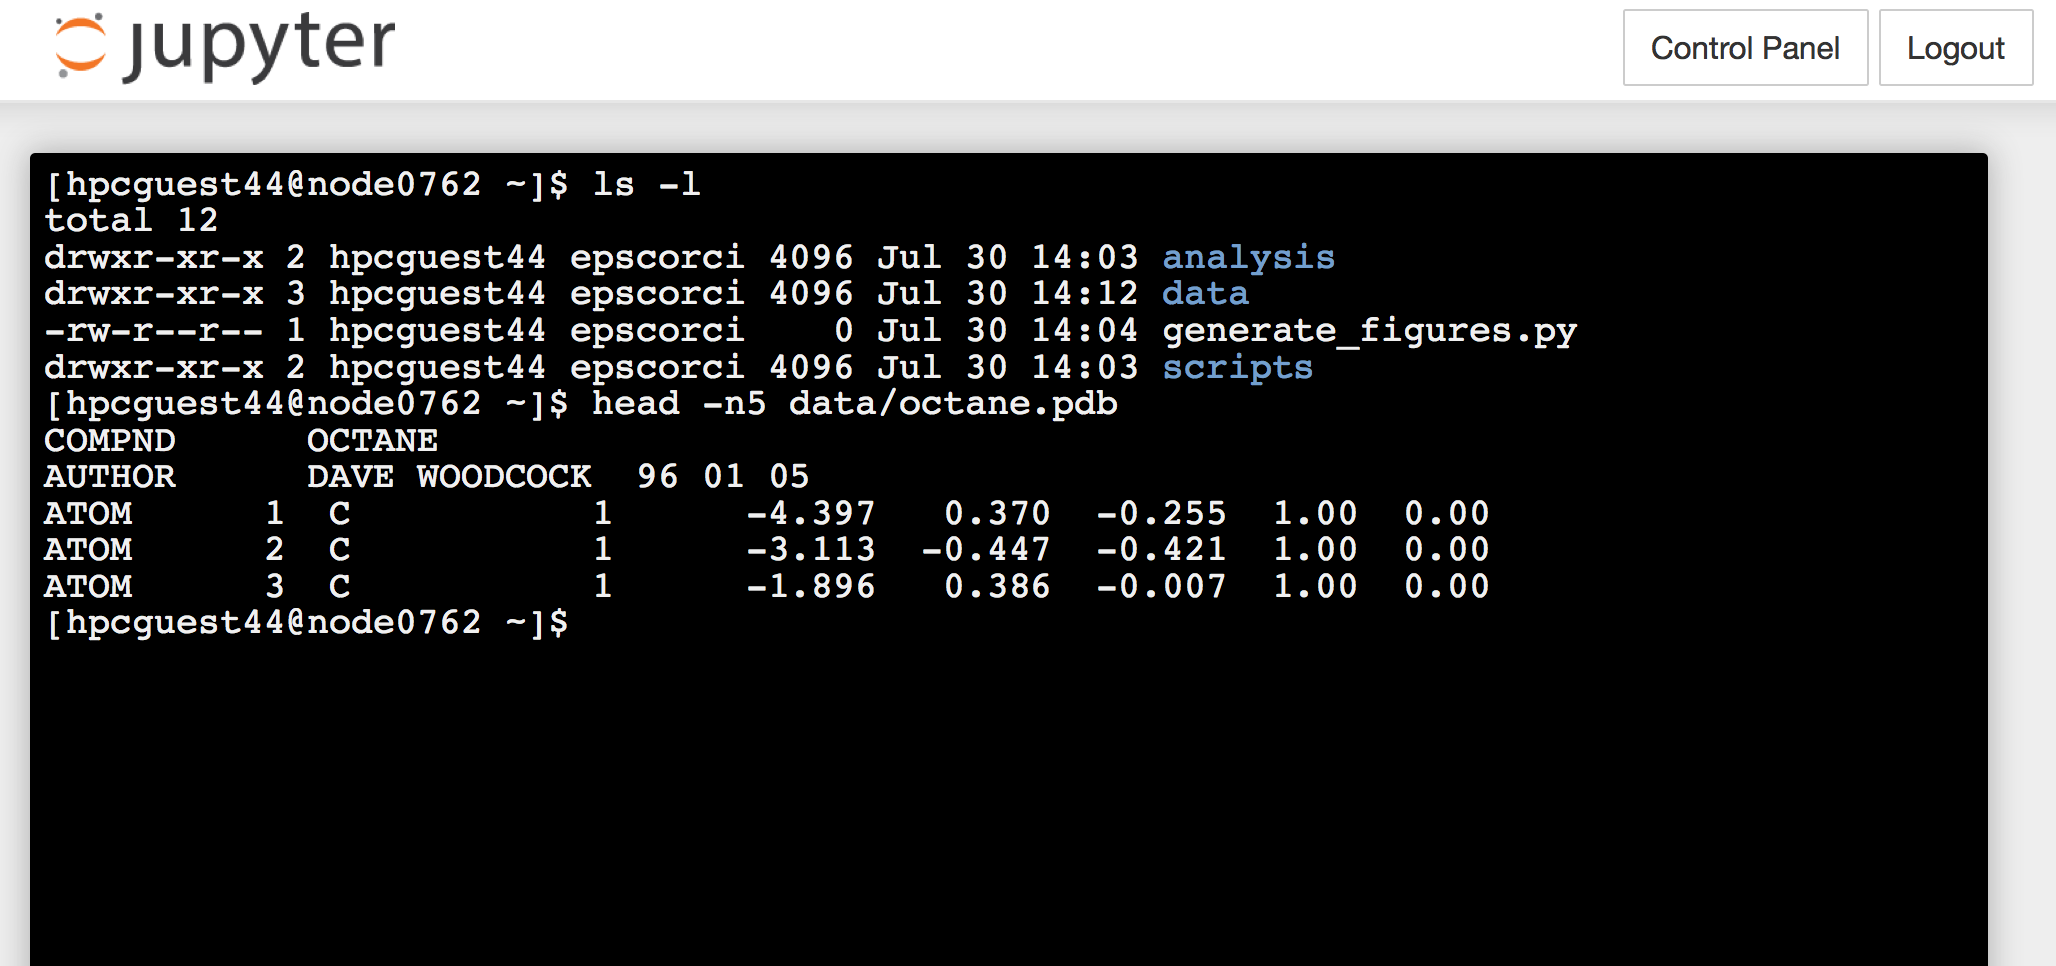 jupyter
Control Panel
Logout
[hpcguest44@node0762 ~]$ ls -l
total 12
drwxr-xr-x 2 hpcguest44 epscorci 4096 Jul 30 14:03 analysis
drwxr-xr-x 3 hpcguest44 epscorci 4096 Jul 30 14:12 data
-rw-r--r-- 1 hpcguest44 epscorci    0 Jul 30 14:04 generate_figures.py
drwxr-xr-x 2 hpcguest44 epscorci 4096 Jul 30 14:03 scripts
[hpcguest44@node0762 ~]$ head -n5 data/octane.pdb
COMPND      OCTANE
AUTHOR      DAVE WOODCOCK  96 01 05
ATOM      1  C           1      -4.397   0.370  -0.255  1.00  0.00
ATOM      2  C           1      -3.113  -0.447  -0.421  1.00  0.00
ATOM      3  C           1      -1.896   0.386  -0.007  1.00  0.00
[hpcguest44@node0762 ~]$